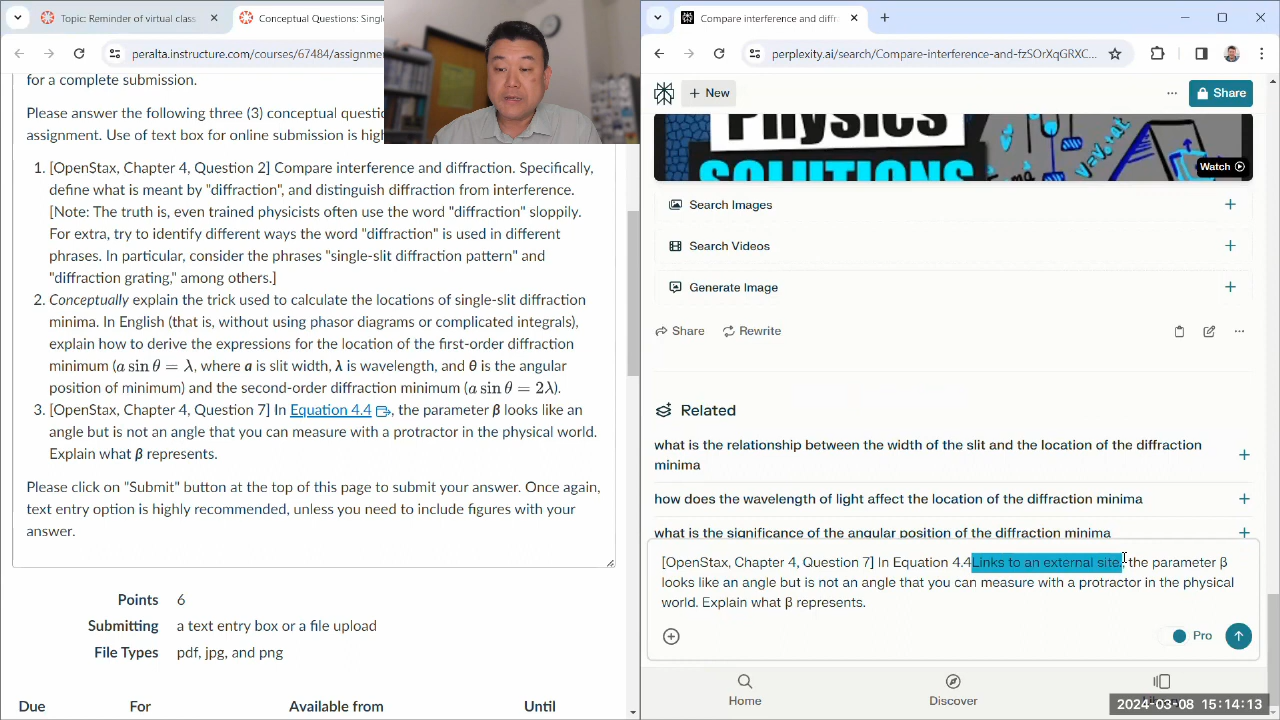 Topic: Reminder of virtual class
Conceptual Questions: Singl
peralta.instructure.com/courses/67484/assignme
for a complete submission.
Please answer the following three (3) conceptual questic
assignment. Use of text box for online submission is high
1. [OpenStax, Chapter 4, Question 2] Compare interference and diffraction. Specifically,
define what is meant by "diffraction", and distinguish diffraction from interference.
[Note: The truth is, even trained physicists often use the word "diffraction" sloppily.
For extra, try to identify different ways the word "diffraction" is used in different
phrases. In particular, consider the phrases "single-slit diffraction pattern" and
"diffraction grating," among others.]
2. Conceptually explain the trick used to calculate the locations of single-slit diffraction
minima. In English (that is, without using phasor diagrams or complicated integrals),
explain how to derive the expressions for the location of the first-order diffraction
minimum (a sin θ = λ, where a is slit width, λ is wavelength, and θ is the angular
position of minimum) and the second-order diffraction minimum (a sin θ = 2λ).
3. [OpenStax, Chapter 4, Question 7] In Equation 4.4, the parameter β looks like an
angle but is not an angle that you can measure with a protractor in the physical world.
Explain what β represents.
Please click on "Submit" button at the top of this page to submit your answer. Once again,
text entry option is highly recommended, unless you need to include figures with your
answer.
Points 6
Submitting a text entry box or a file upload
File Types pdf, jpg, and png
Due For Available from Until
Compare interference and diffr
perplexity.ai/search/Compare-interference-and-fzSOrXqGRX...
New
Share
Physics
SOLUTIONS
Watch
Search Images
Search Videos
Generate Image
Share Rewrite
Related
what is the relationship between the width of the slit and the location of the diffraction
minima
how does the wavelength of light affect the location of the diffraction minima
what is the significance of the angular position of the diffraction minima
[OpenStax, Chapter 4, Question 7] In Equation 4.4Links to an external site., the parameter β
looks like an angle but is not an angle that you can measure with a protractor in the physical
world. Explain what β represents.
Pro
Home Discover
2024-03-08 15:14:13